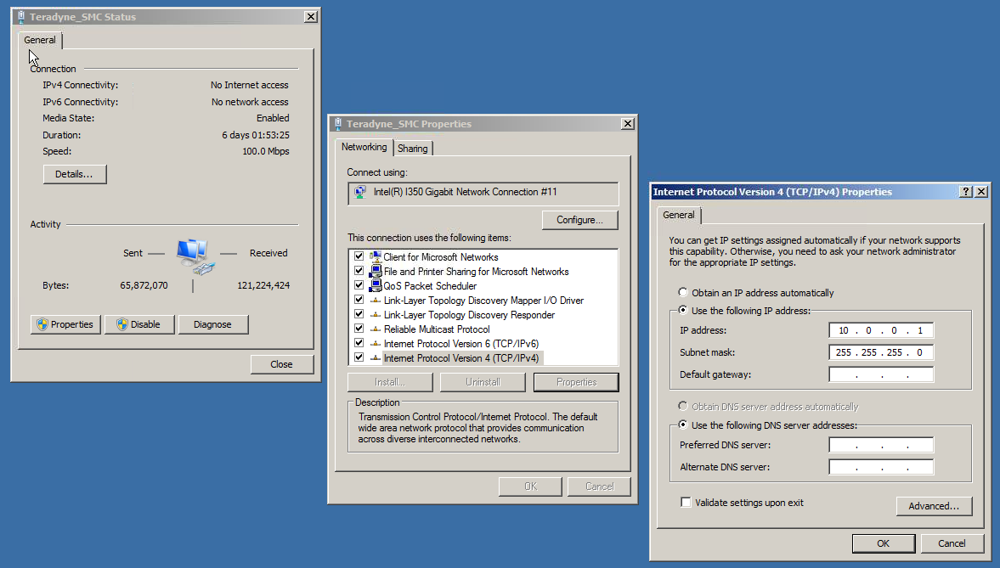 Teradyne_SMC Status
General
Connection
IPv4 Connectivity: No Internet access
IPv6 Connectivity: No network access
Media State: Enabled
Duration: 6 days 01:53:25
Speed: 100.0 Mbps
Details...
Activity
Sent Received
Bytes: 65,872,070 121,224,424
Properties Disable Diagnose
Close
Teradyne_SMC Properties
Networking Sharing
Connect using:
Intel(R) I350 Gigabit Network Connection #11
Configure...
This connection uses the following items:
Client for Microsoft Networks
File and Printer Sharing for Microsoft Networks
QoS Packet Scheduler
Link-Layer Topology Discovery Mapper I/O Driver
Link-Layer Topology Discovery Responder
Reliable Multicast Protocol
Internet Protocol Version 6 (TCP/IPv6)
Internet Protocol Version 4 (TCP/IPv4)
Install... Uninstall Properties
Description
Transmission Control Protocol/Internet Protocol. The default
wide area network protocol that provides communication
across diverse interconnected networks.
OK Cancel
Internet Protocol Version 4 (TCP/IPv4) Properties
General
You can get IP settings assigned automatically if your network supports
this capability. Otherwise, you need to ask your network administrator
for the appropriate IP settings.
Obtain an IP address automatically
Use the following IP address:
IP address: 10 . 0 . 0 . 1
Subnet mask: 255 . 255 . 255 . 0
Default gateway: . . .
Obtain DNS server address automatically
Use the following DNS server addresses:
Preferred DNS server: . . .
Alternate DNS server: . . .
Validate settings upon exit
Advanced...
OK Cancel